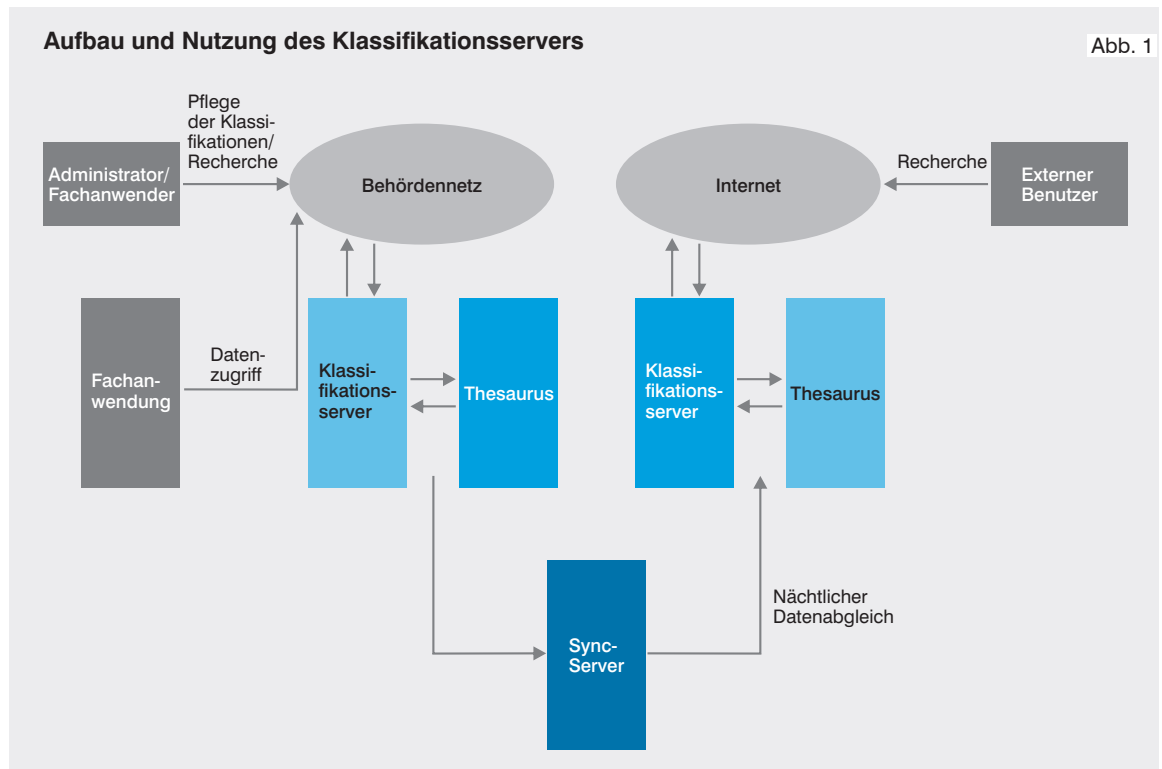 Aufbau und Nutzung des Klassifikationsservers
Abb. 1
Pflege
der Klassi-
fikationen/
Recherche
Administrator/
Fachanwender
Behördennetz
Internet
Recherche
Externer
Benutzer
Fachan-
wendung
Daten-
zugriff
Klassi-
fikations-
server
Thesaurus
Klassi-
fikations-
server
Thesaurus
Nächtlicher
Datenabgleich
Sync-
Server